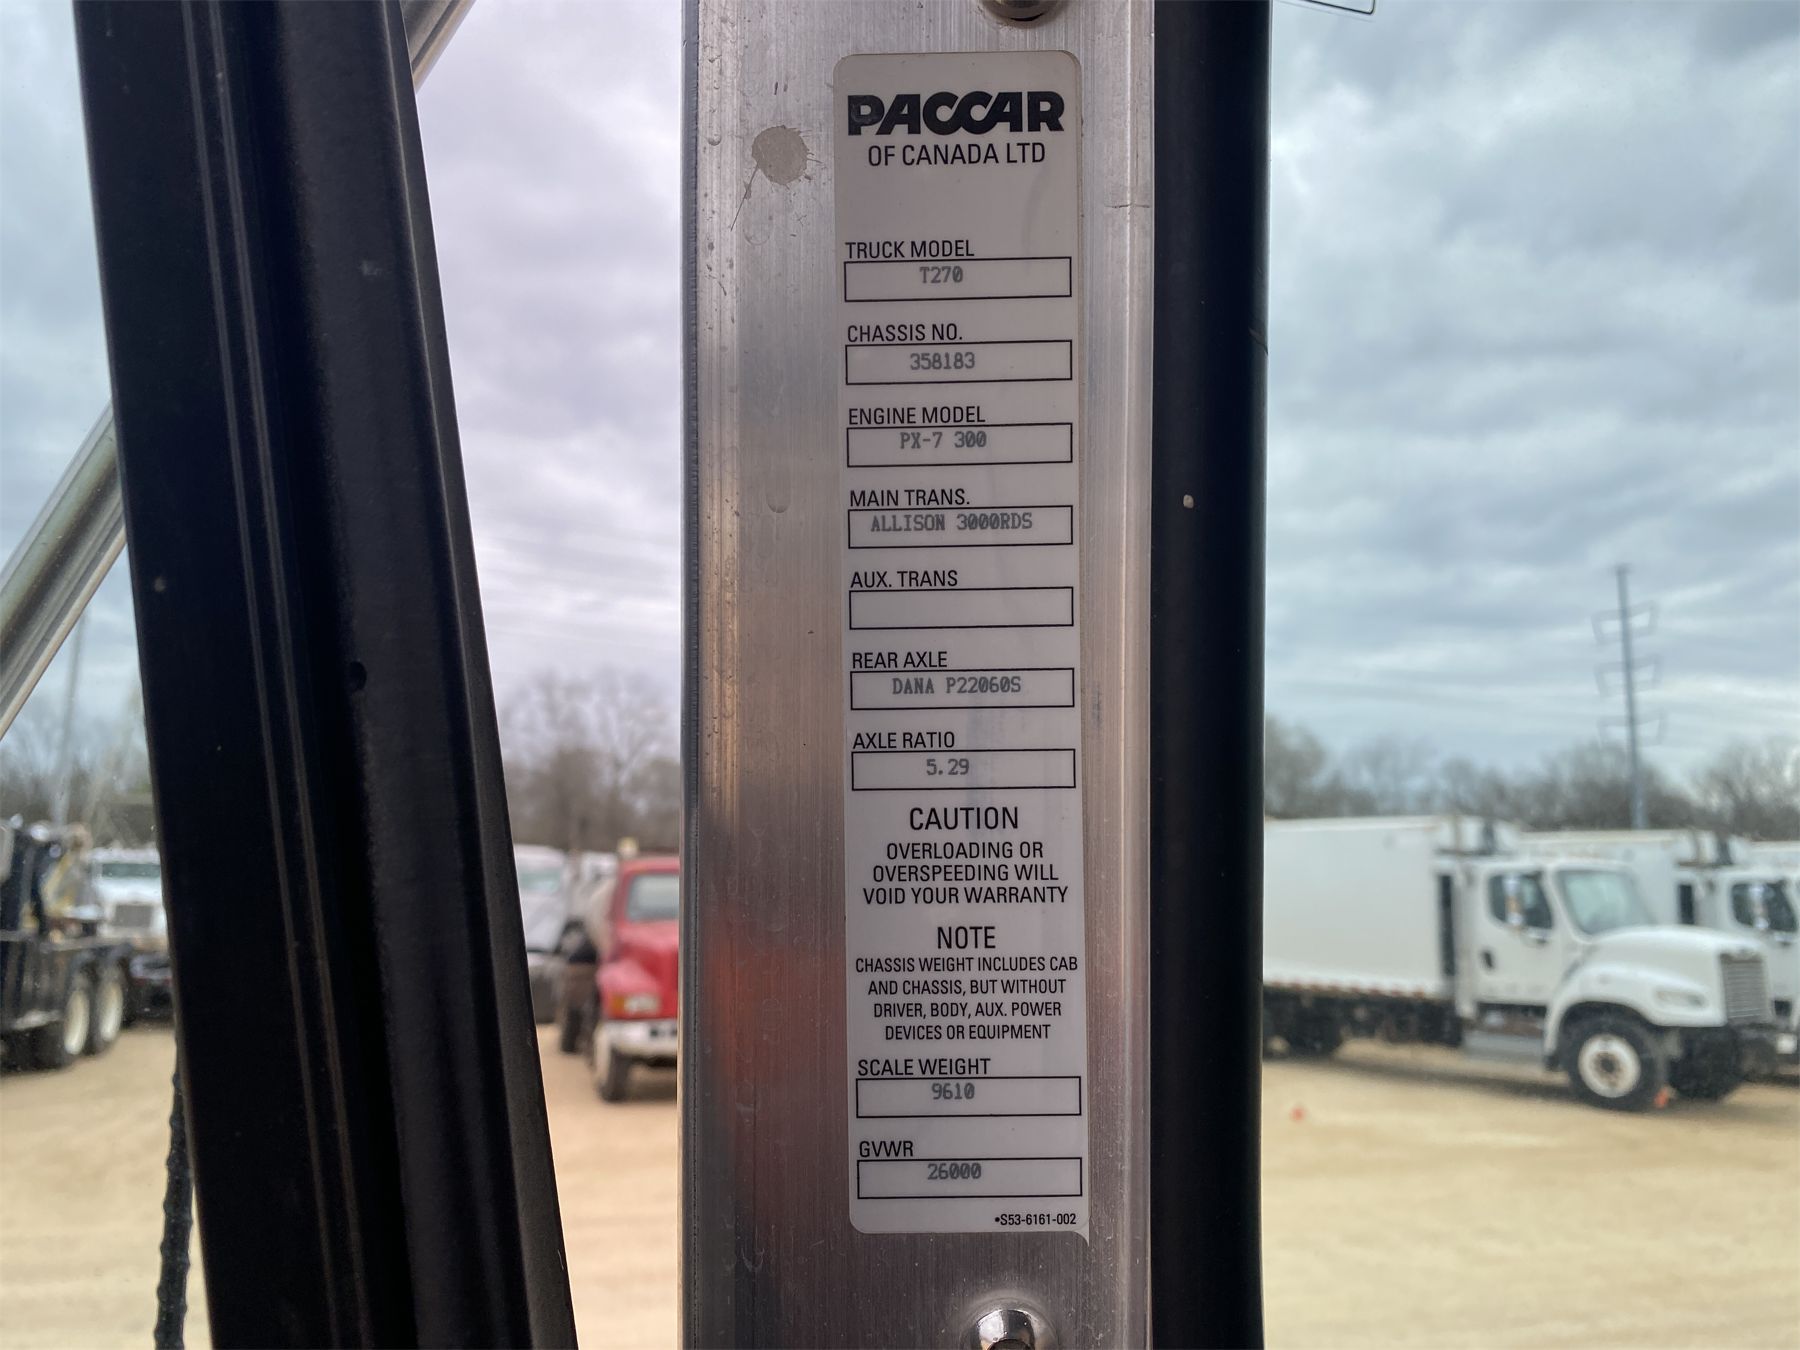 PACCAR
OF CANADA LTD
TRUCK MODEL
T270
CHASSIS NO.
358183
ENGINE MODEL
PX-7 300
MAIN TRANS.
ALLISON 3000RDS
AUX. TRANS
REAR AXLE
DANA P22060S
AXLE RATIO
5.29
CAUTION
OVERLOADING OR
OVERSPEEDING WILL
VOID YOUR WARRANTY
NOTE
CHASSIS WEIGHT INCLUDES CAB
AND CHASSIS, BUT WITHOUT
DRIVER, BODY, AUX. POWER
DEVICES OR EQUIPMENT
SCALE WEIGHT
9610
GVWR
26000
•S53-6161-002